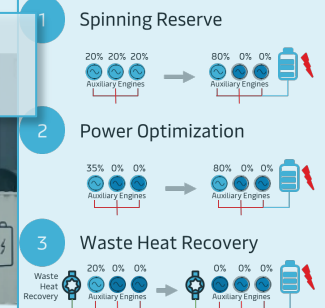 1 Spinning Reserve
20% 20% 20% 80% 0% 0%
Auxiliary Engines Auxiliary Engines
2 Power Optimization
35% 0% 0% 80% 0% 0%
Auxiliary Engines Auxiliary Engines
3 Waste Heat Recovery
Waste Heat Recovery
20% 0% 0% 0% 0% 0%
Auxiliary Engines Auxiliary Engines